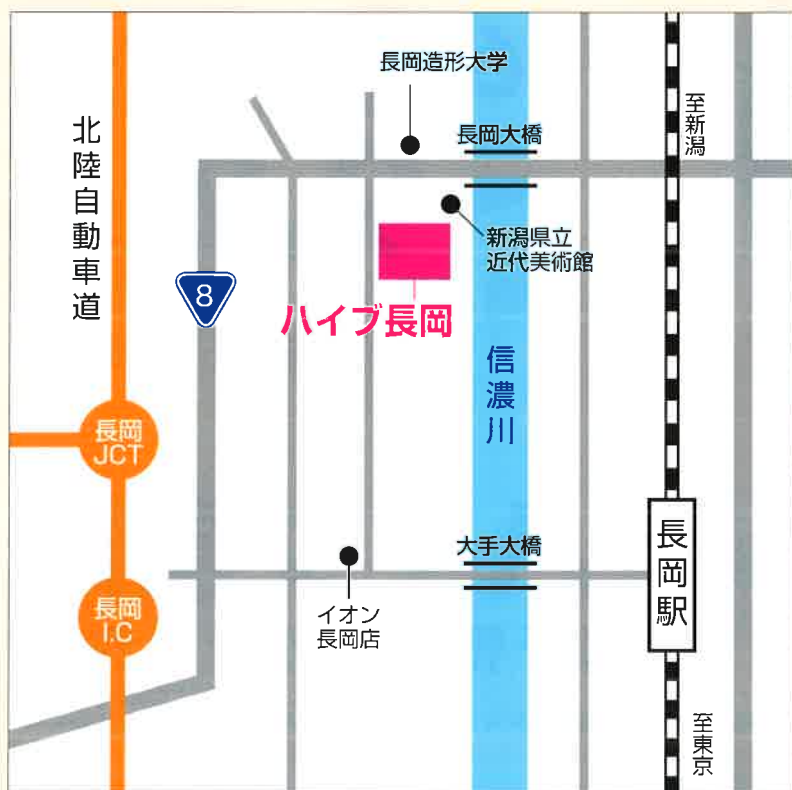 長岡造形大学
至新潟
北陸自動車道
長岡大橋
新潟県立
近代美術館
8
ハイブ長岡
信濃川
長岡
JCT
大手大橋
長岡駅
長岡
I.C
イオン
長岡店
至東京